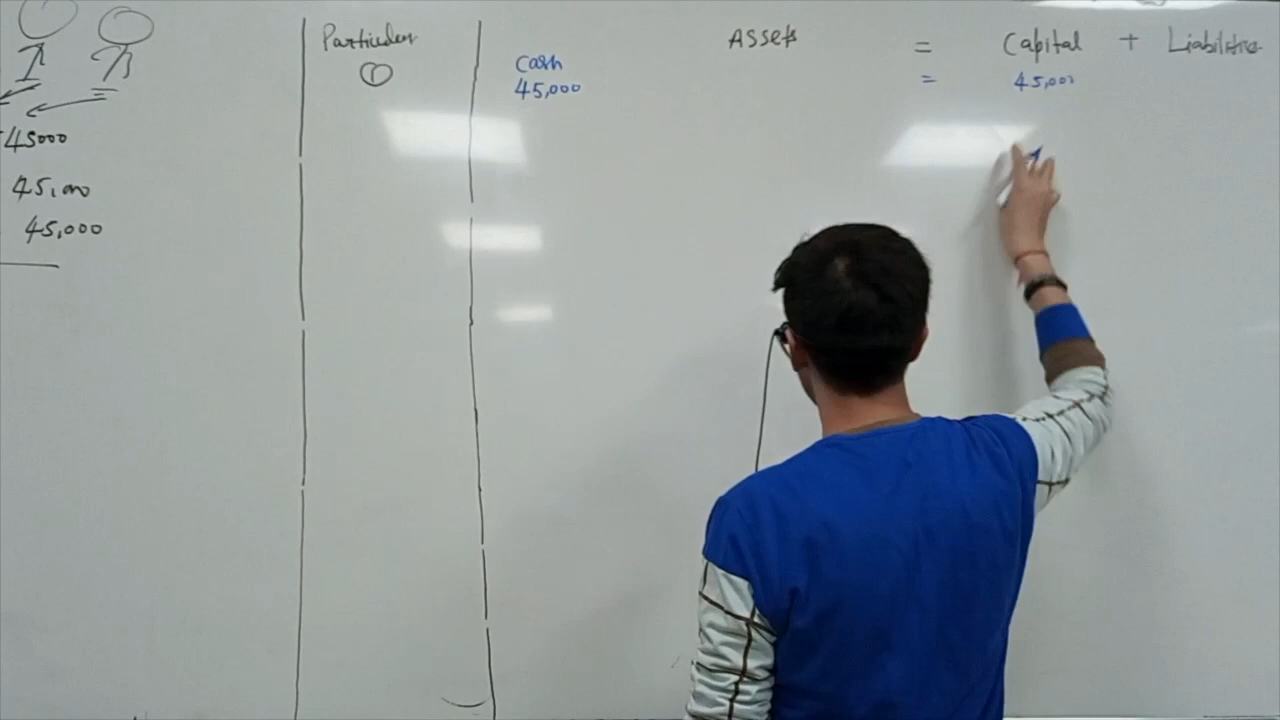 Particulars Assets = Capital + Liabilities
① Cash
45,000 = 45,000
45000
45,000
45,000